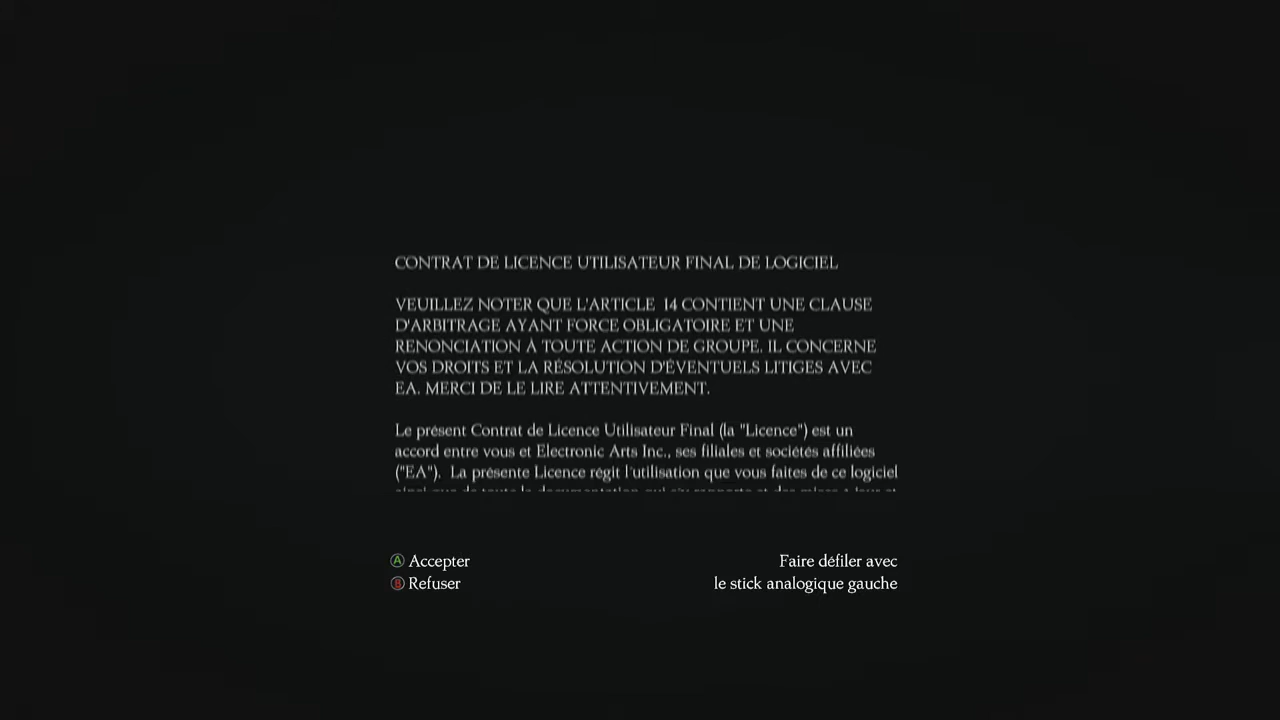 CONTRAT DE LICENCE UTILISATEUR FINAL DE LOGICIEL
VEUILLEZ NOTER QUE L'ARTICLE 14 CONTIENT UNE CLAUSE
D'ARBITRAGE AYANT FORCE OBLIGATOIRE ET UNE
RENONCIATION À TOUTE ACTION DE GROUPE. IL CONCERNE
VOS DROITS ET LA RÉSOLUTION D'ÉVENTUELS LITIGES AVEC
EA. MERCI DE LE LIRE ATTENTIVEMENT.
Le présent Contrat de Licence Utilisateur Final (la "Licence") est un
accord entre vous et Electronic Arts Inc., ses filiales et sociétés affiliées
("EA"). La présente Licence régit l'utilisation que vous faites de ce logiciel
A Accepter
B Refuser
Faire défiler avec
le stick analogique gauche